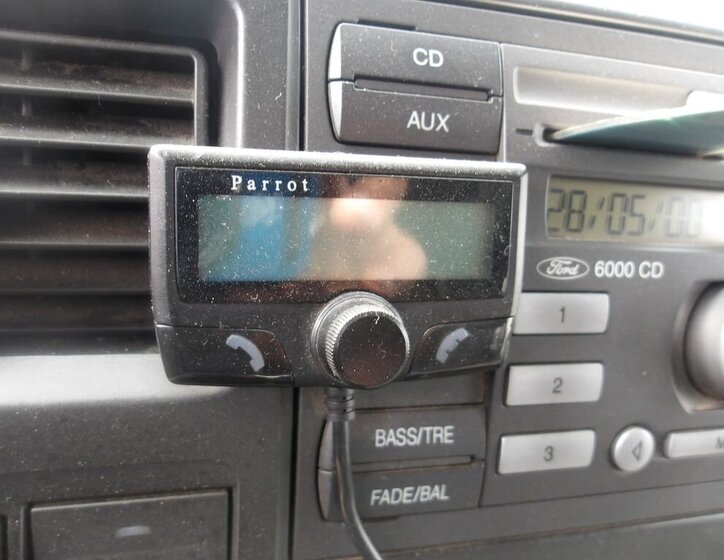 CD
AUX
Parrot
28/05/00
Ford 6000 CD
1
2
3
BASS/TRE
FADE/BAL